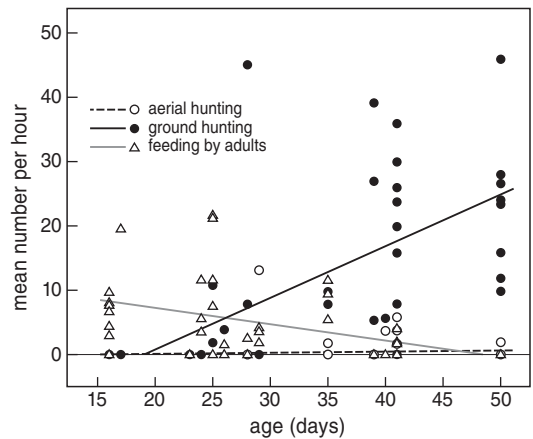 50
40
30
20
10
0
aerial hunting
ground hunting
feeding by adults
mean number per hour
15 20 25 30 35 40 45 50
age (days)